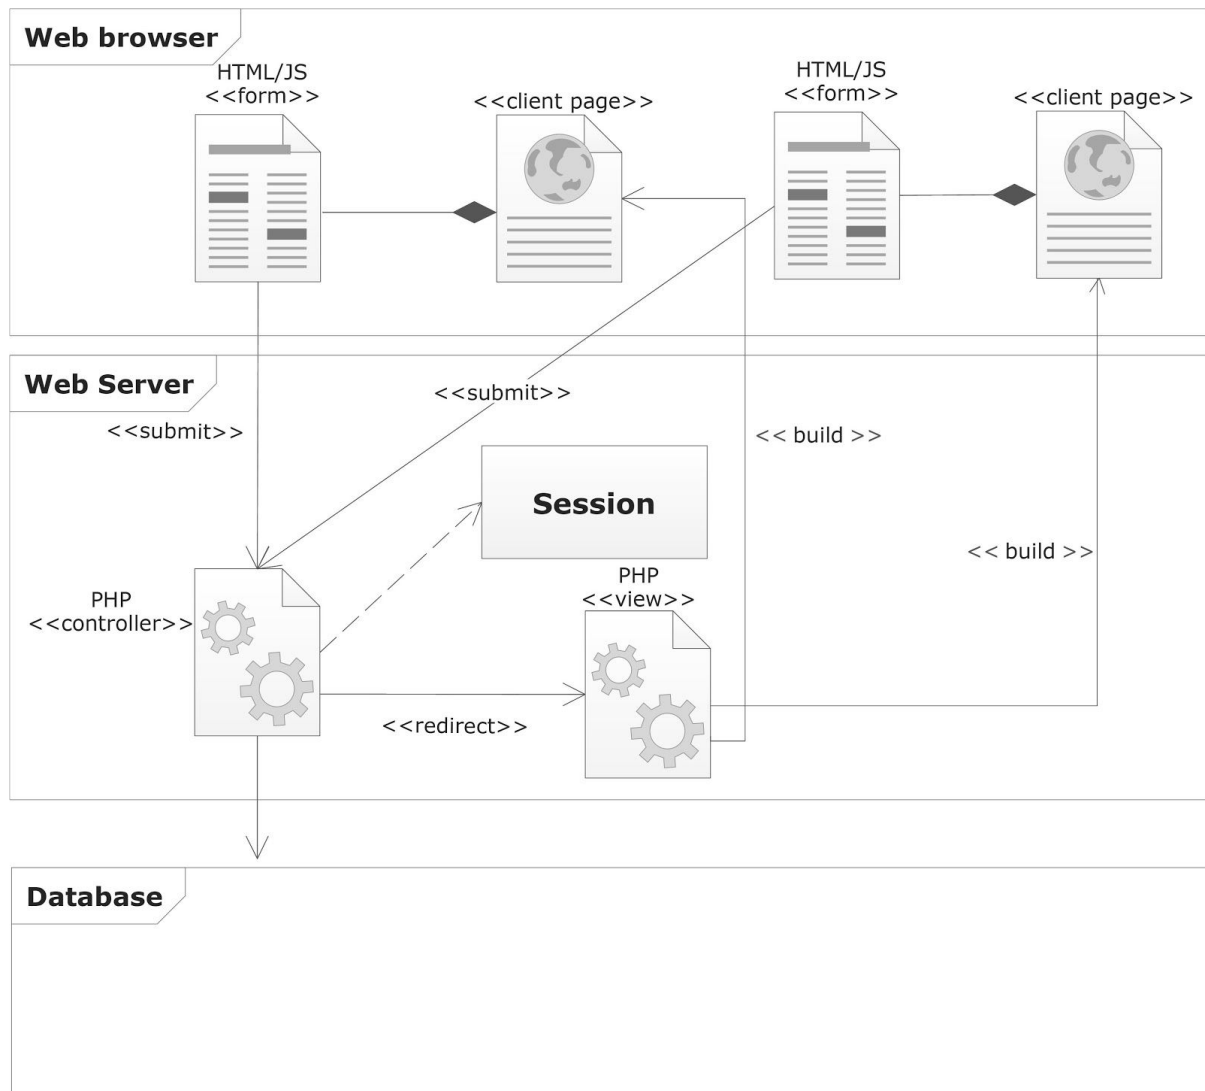 Web browser
HTML/JS
<<form>>
<<client page>>
HTML/JS
<<form>>
<<client page>>
Web Server
<<submit>>
<<submit>>
<< build >>
Session
<< build >>
PHP
<<controller>>
PHP
<<view>>
<<redirect>>
Database